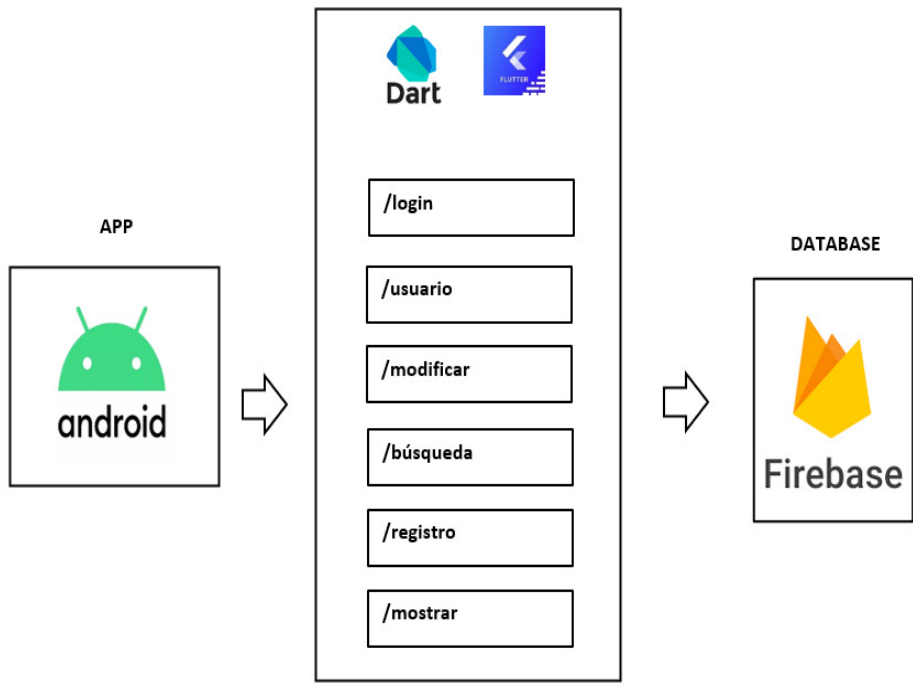 Dart
FLUTTER
/login
/usuario
/modificar
/búsqueda
/registro
/mostrar
APP
android
DATABASE
Firebase